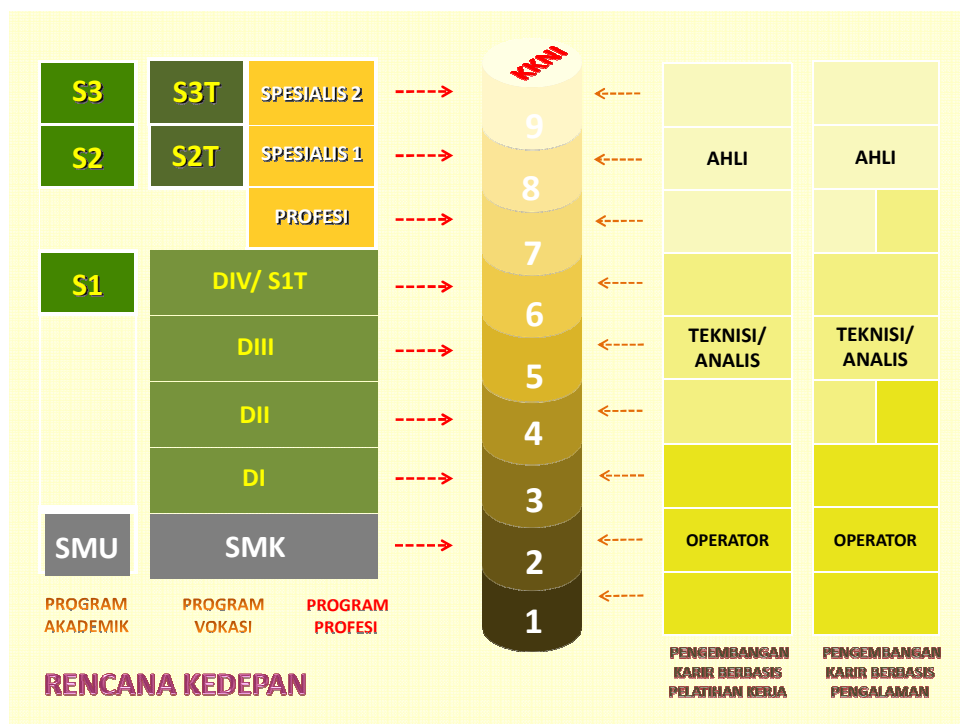 KKNI
S3
S3T
SPESIALIS 2
9
S2
S2T
SPESIALIS 1
8
AHLI
AHLI
PROFESI
7
S1
DIV/ S1T
6
DIII
5
TEKNISI/
ANALIS
TEKNISI/
ANALIS
DII
4
DI
3
SMU
SMK
2
OPERATOR
OPERATOR
1
PROGRAM
AKADEMIK
PROGRAM
VOKASI
PROGRAM
PROFESI
PENGEMBANGAN
KARIR BERBASIS
PELATIHAN KERJA
PENGEMBANGAN
KARIR BERBASIS
PENGALAMAN
RENCANA KEDEPAN